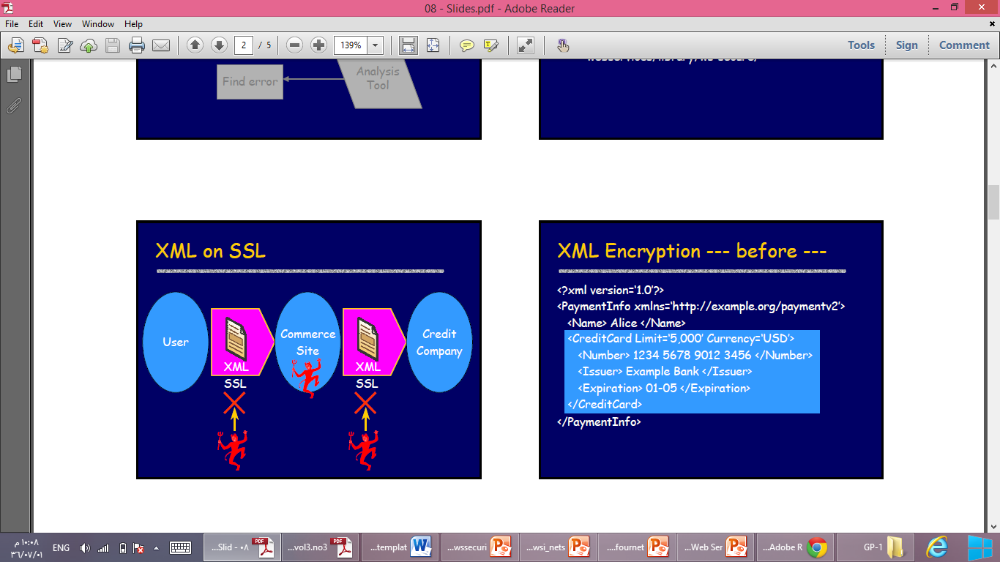 08 - Slides.pdf - Adobe Reader
File Edit View Window Help
2 / 5 139% Tools Sign Comment
Find error
Analysis
Tool
XML on SSL
User
XML
SSL
Commerce
Site
XML
SSL
Credit
Company
XML Encryption --- before ---
<?xml version='1.0'?>
<PaymentInfo xmlns='http://example.org/paymentv2'>
<Name> Alice </Name>
<CreditCard Limit='5,000' Currency='USD'>
<Number> 1234 5678 9012 3456 </Number>
<Issuer> Example Bank </Issuer>
<Expiration> 01-05 </Expiration>
</CreditCard>
</PaymentInfo>
١٠:٠٨ م
٣٦/٠٧/٠١
ENG
...Slid - ٠٨
PDF
...vol3.no3
PDF
...templat
...wssecuri
...wsi_nets
....fournet
...Web Ser
...Adobe R
GP-1